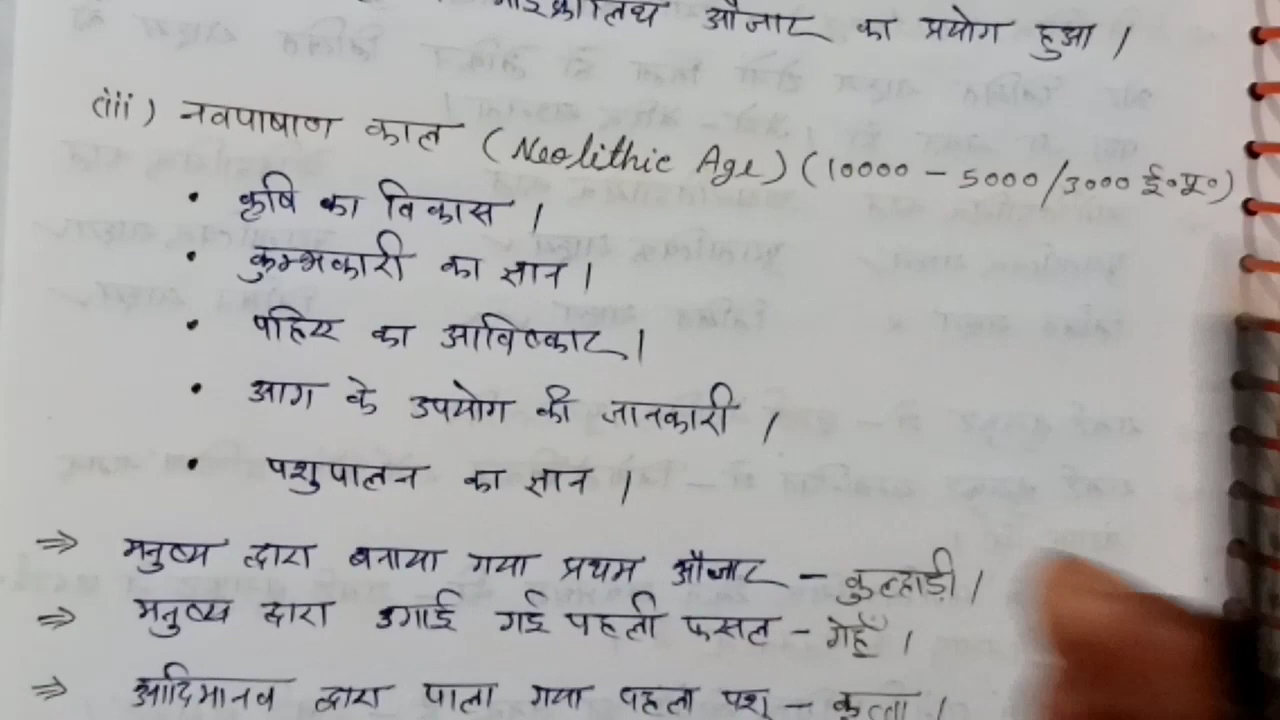 औजार का प्रयोग हुआ।
(iii) नवपाषाण काल (Neolithic Age) (10000 - 5000/3000 ई०पू०)
• कृषि का विकास।
• कुम्भकारी का ज्ञान।
• पहिए का आविष्कार।
• आग के उपयोग की जानकारी।
• पशुपालन का ज्ञान।
⇒ मनुष्य द्वारा बनाया गया प्रथम औजार - कुल्हाड़ी।
⇒ मनुष्य द्वारा उगाई गई पहली फसल - गेहूँ।
⇒ आदिमानव द्वारा पाला गया पहला पशु - कुत्ता।